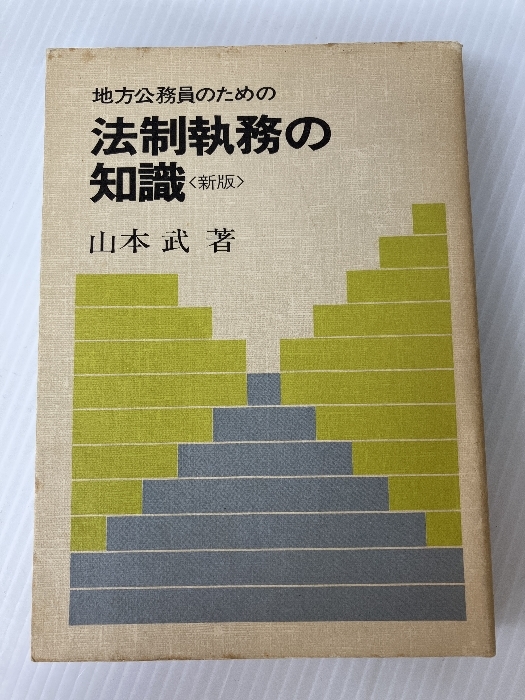 地方公務員のための
法制執務の
知識〈新版〉
山本 武 著